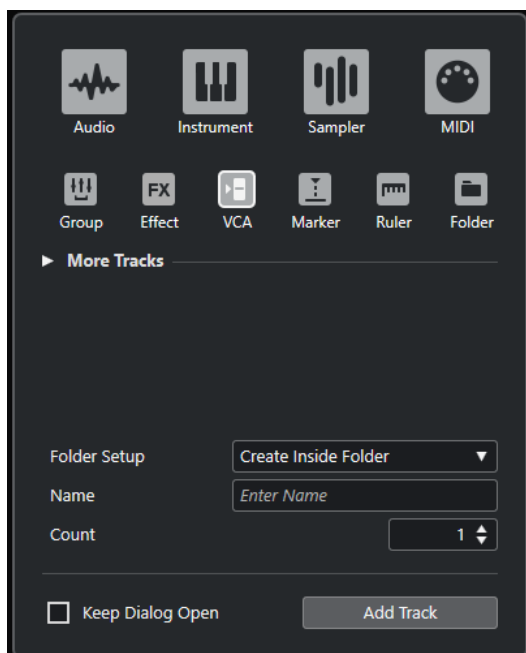 Audio Instrument Sampler MIDI
FX
Group Effect VCA Marker Ruler Folder
More Tracks
Folder Setup Create Inside Folder
Name Enter Name
Count 1
Keep Dialog Open Add Track